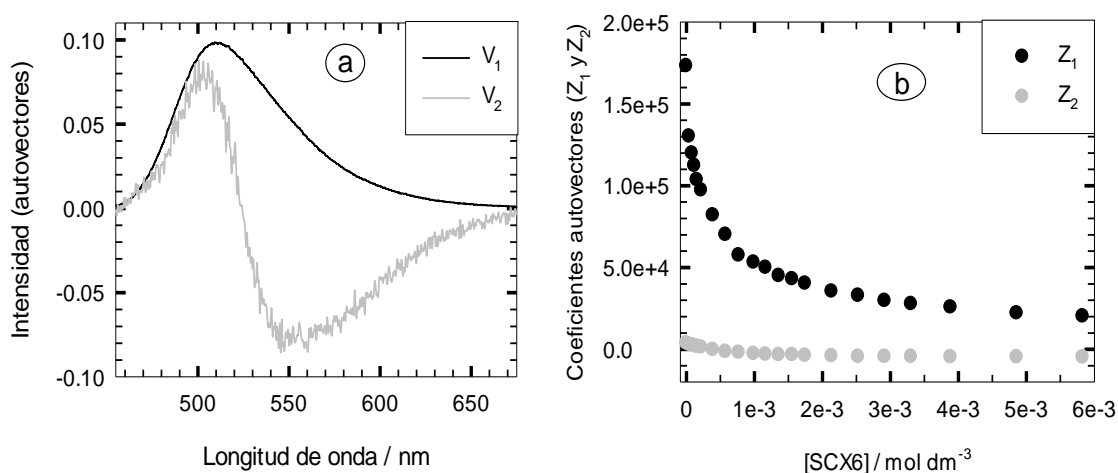 Intensidad (autovectores)
0.10
0.05
0.00
-0.05
-0.10
a
V1
V2
500
550
600
650
Longitud de onda / nm
Coeficientes autovectores (Z1 y Z2)
2.0e+5
1.5e+5
1.0e+5
5.0e+4
0.0
b
Z1
Z2
0
1e-3
2e-3
3e-3
4e-3
5e-3
6e-3
[SCX6] / mol dm-3